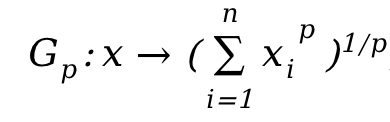 G_p : x → (∑_{i=1}^{n} x_i^p)^{1/p}